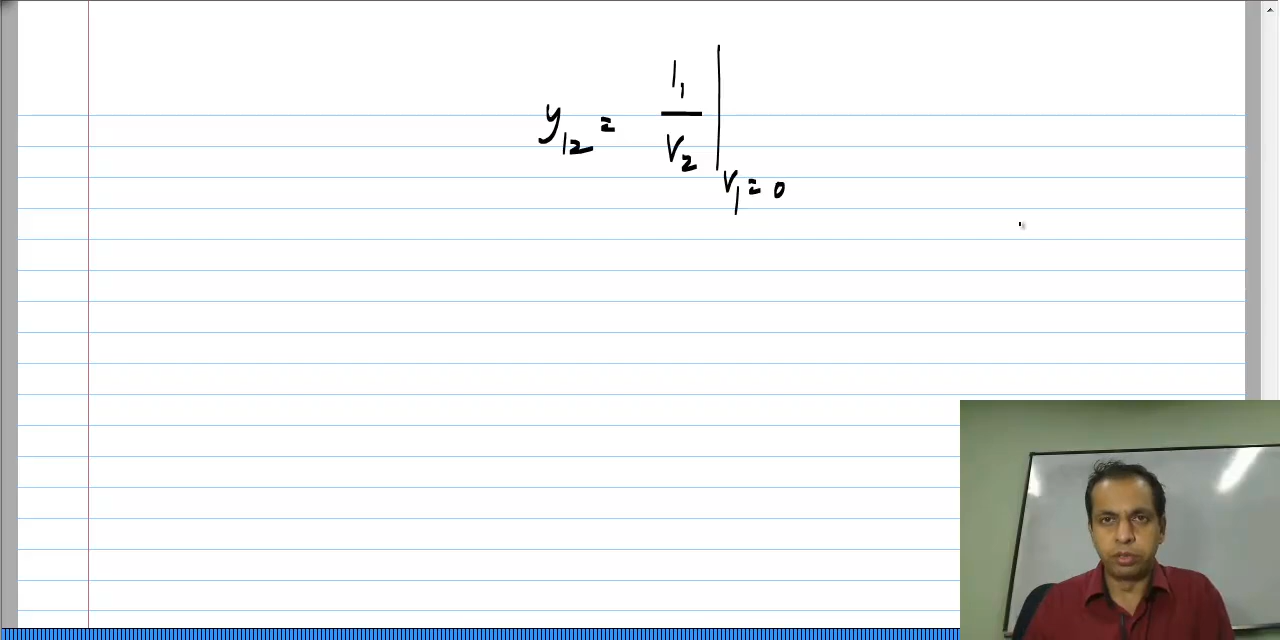 y₁₂ = I₁/V₂ |V₁ = 0